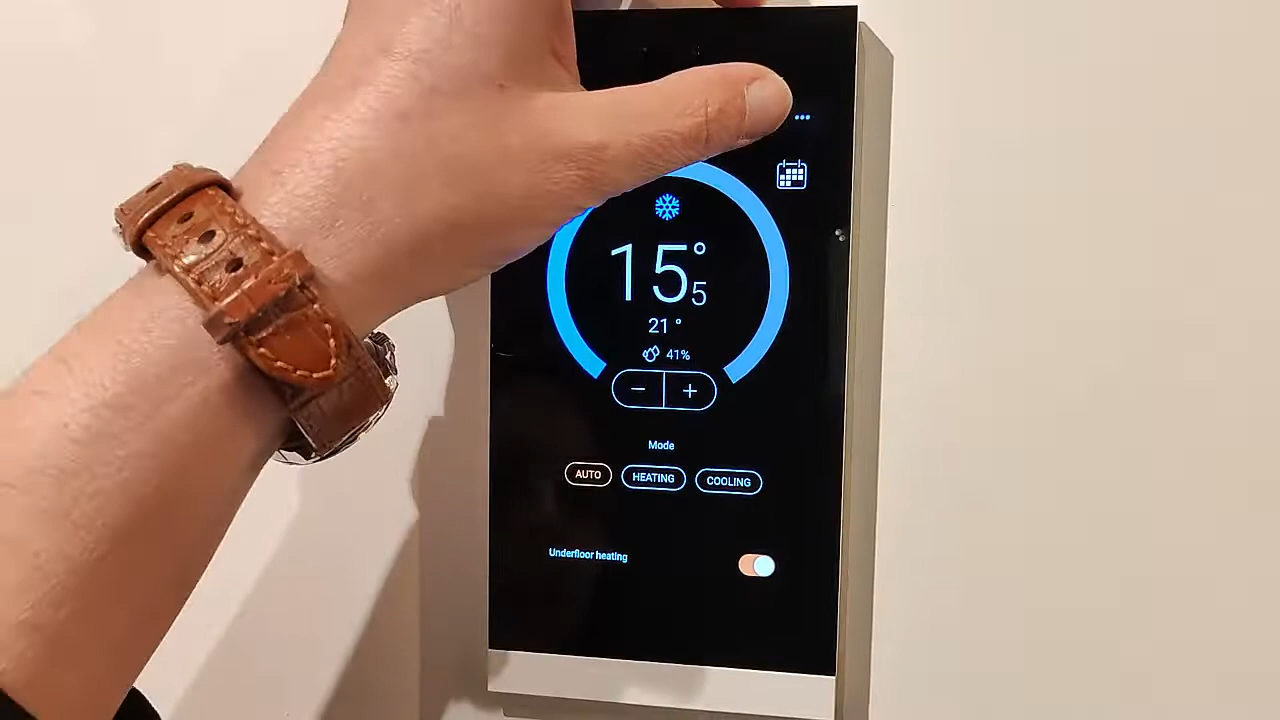 15°5
21 °
41%
− +
Mode
AUTO HEATING COOLING
Underfloor heating